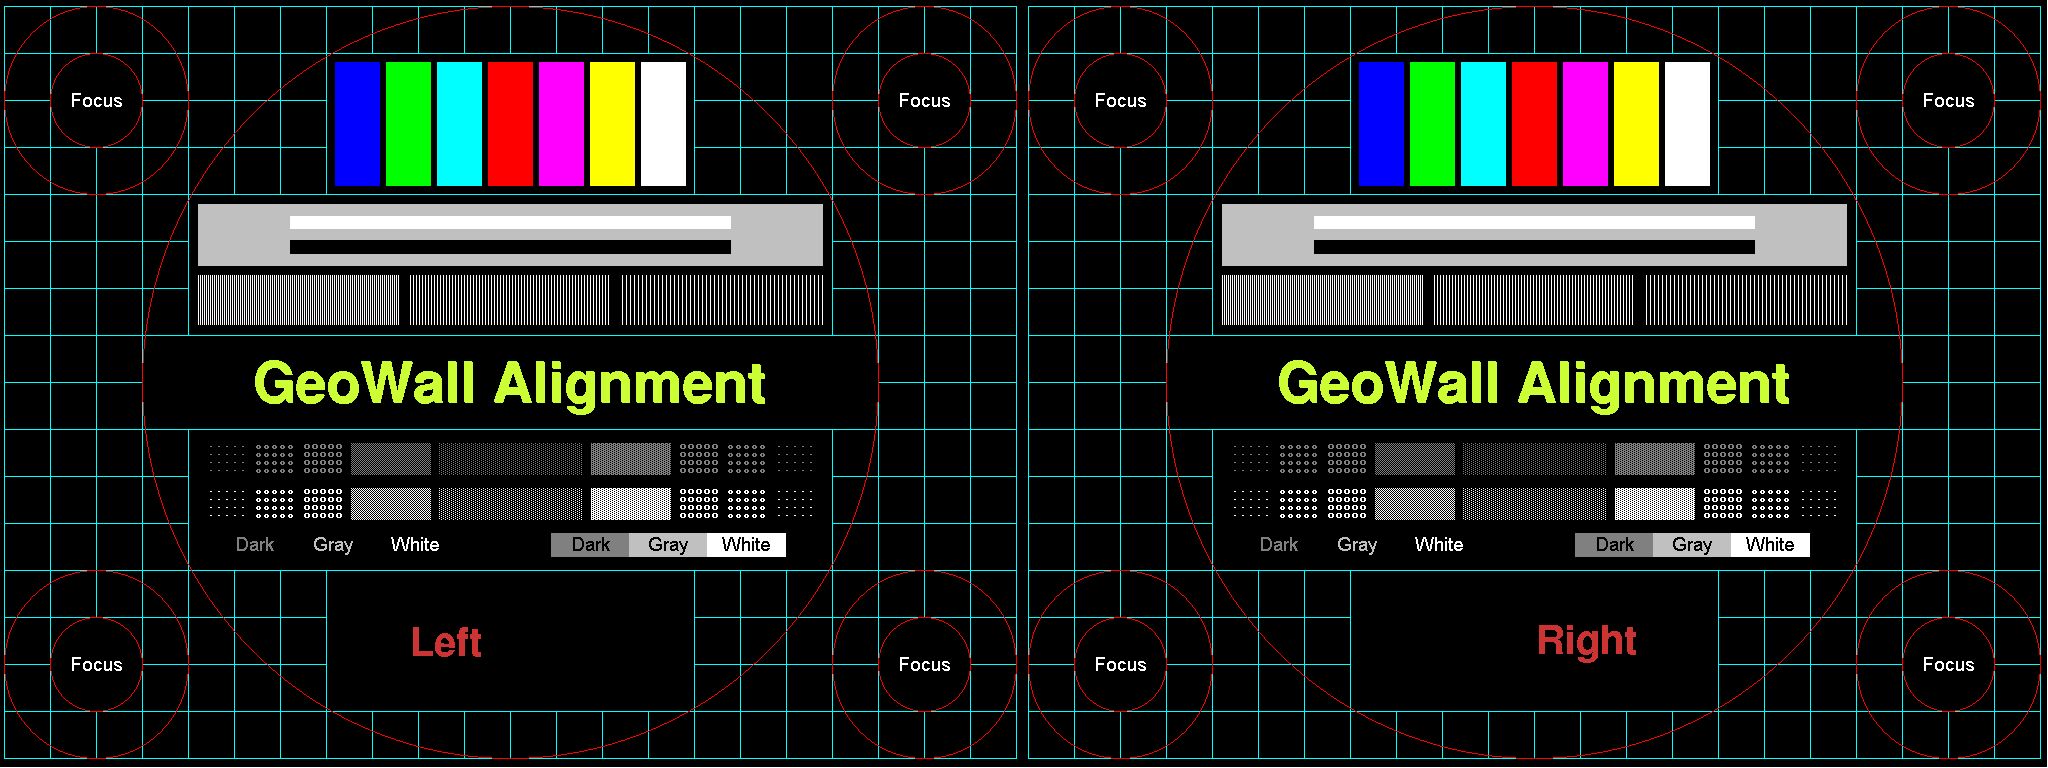 Focus Focus Focus Focus
GeoWall Alignment GeoWall Alignment
Dark Gray White Dark Gray White Dark Gray White Dark Gray White
Left Right
Focus Focus Focus Focus